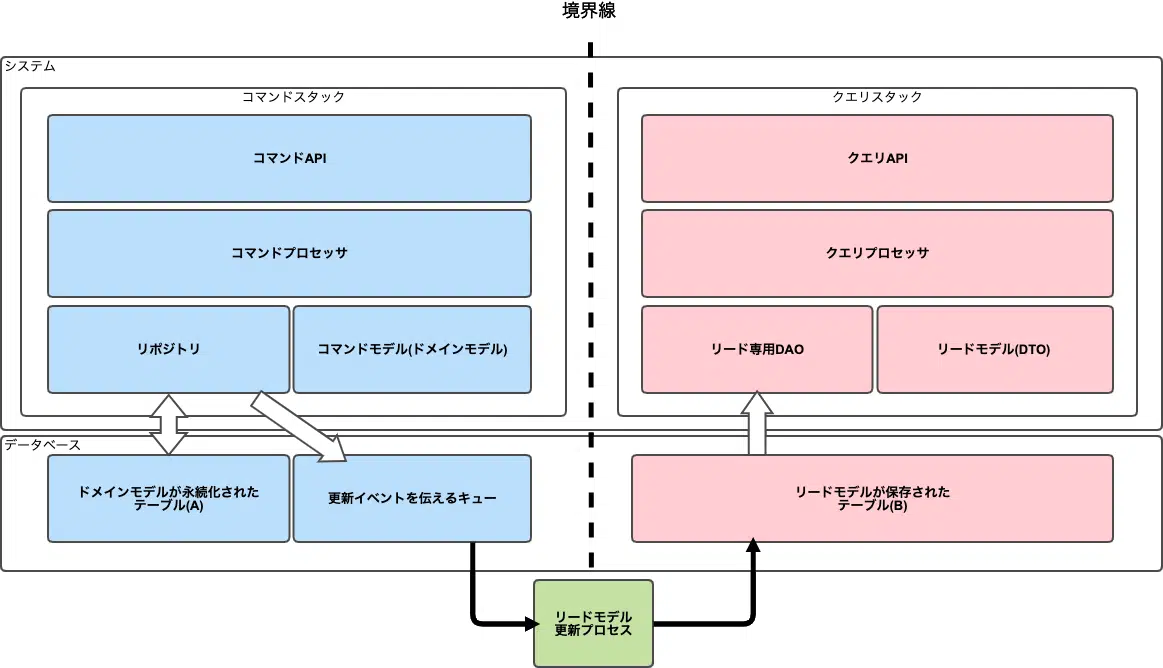 境界線
システム
コマンドスタック
クエリスタック
コマンドAPI
クエリAPI
コマンドプロセッサ
クエリプロセッサ
リポジトリ
コマンドモデル(ドメインモデル)
リード専用DAO
リードモデル(DTO)
データベース
ドメインモデルが永続化された
テーブル(A)
更新イベントを伝えるキュー
リードモデルが保存された
テーブル(B)
リードモデル
更新プロセス